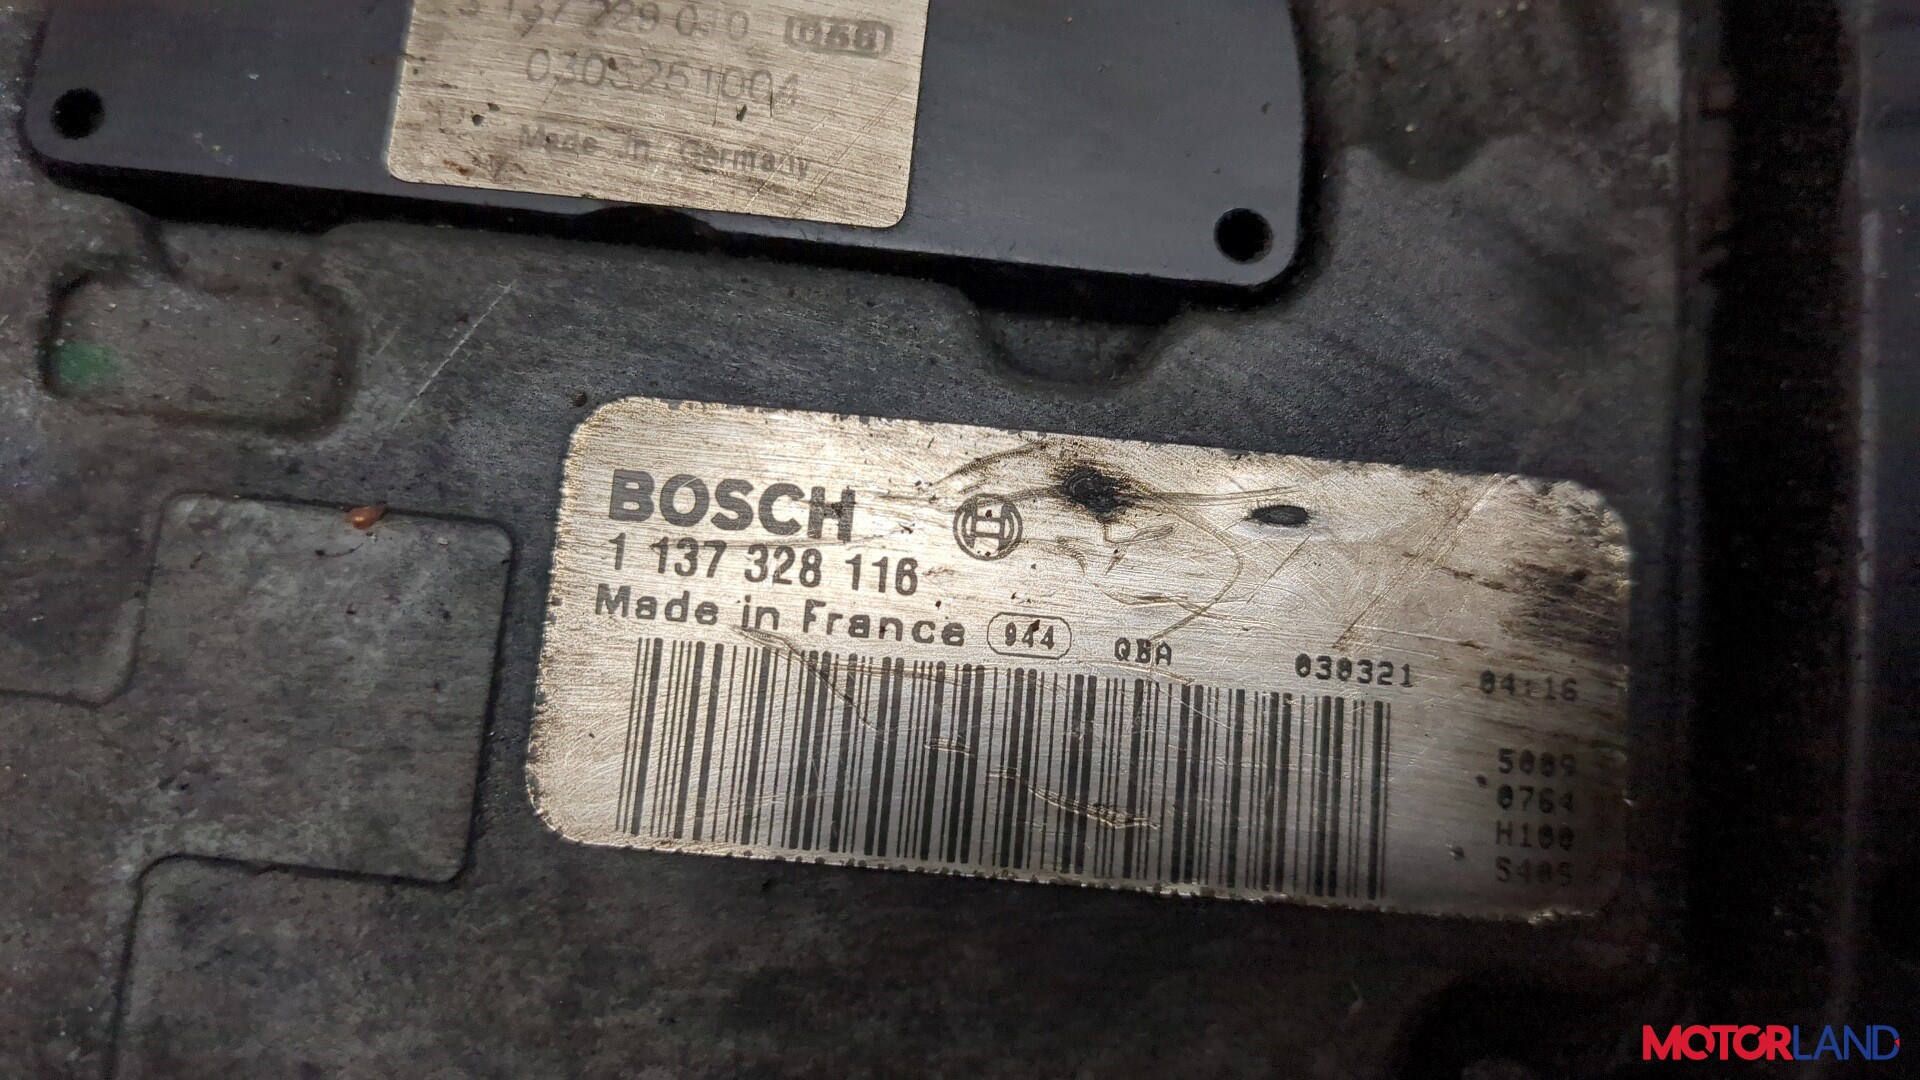 0303251004
Made in Germany
BOSCH
1 137 328 116
Made in France 944 QBA 030321 04:16
5009
0764
H100
S405
MOTORLAND